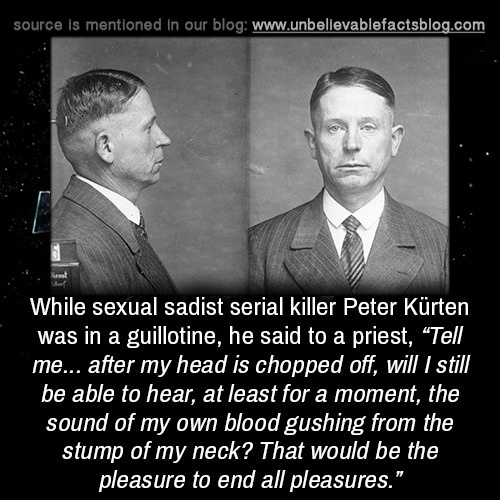 source is mentioned in our blog: www.unbelievablefactsblog.com
While sexual sadist serial killer Peter Kürten
was in a guillotine, he said to a priest, “Tell
me... after my head is chopped off, will I still
be able to hear, at least for a moment, the
sound of my own blood gushing from the
stump of my neck? That would be the
pleasure to end all pleasures.”